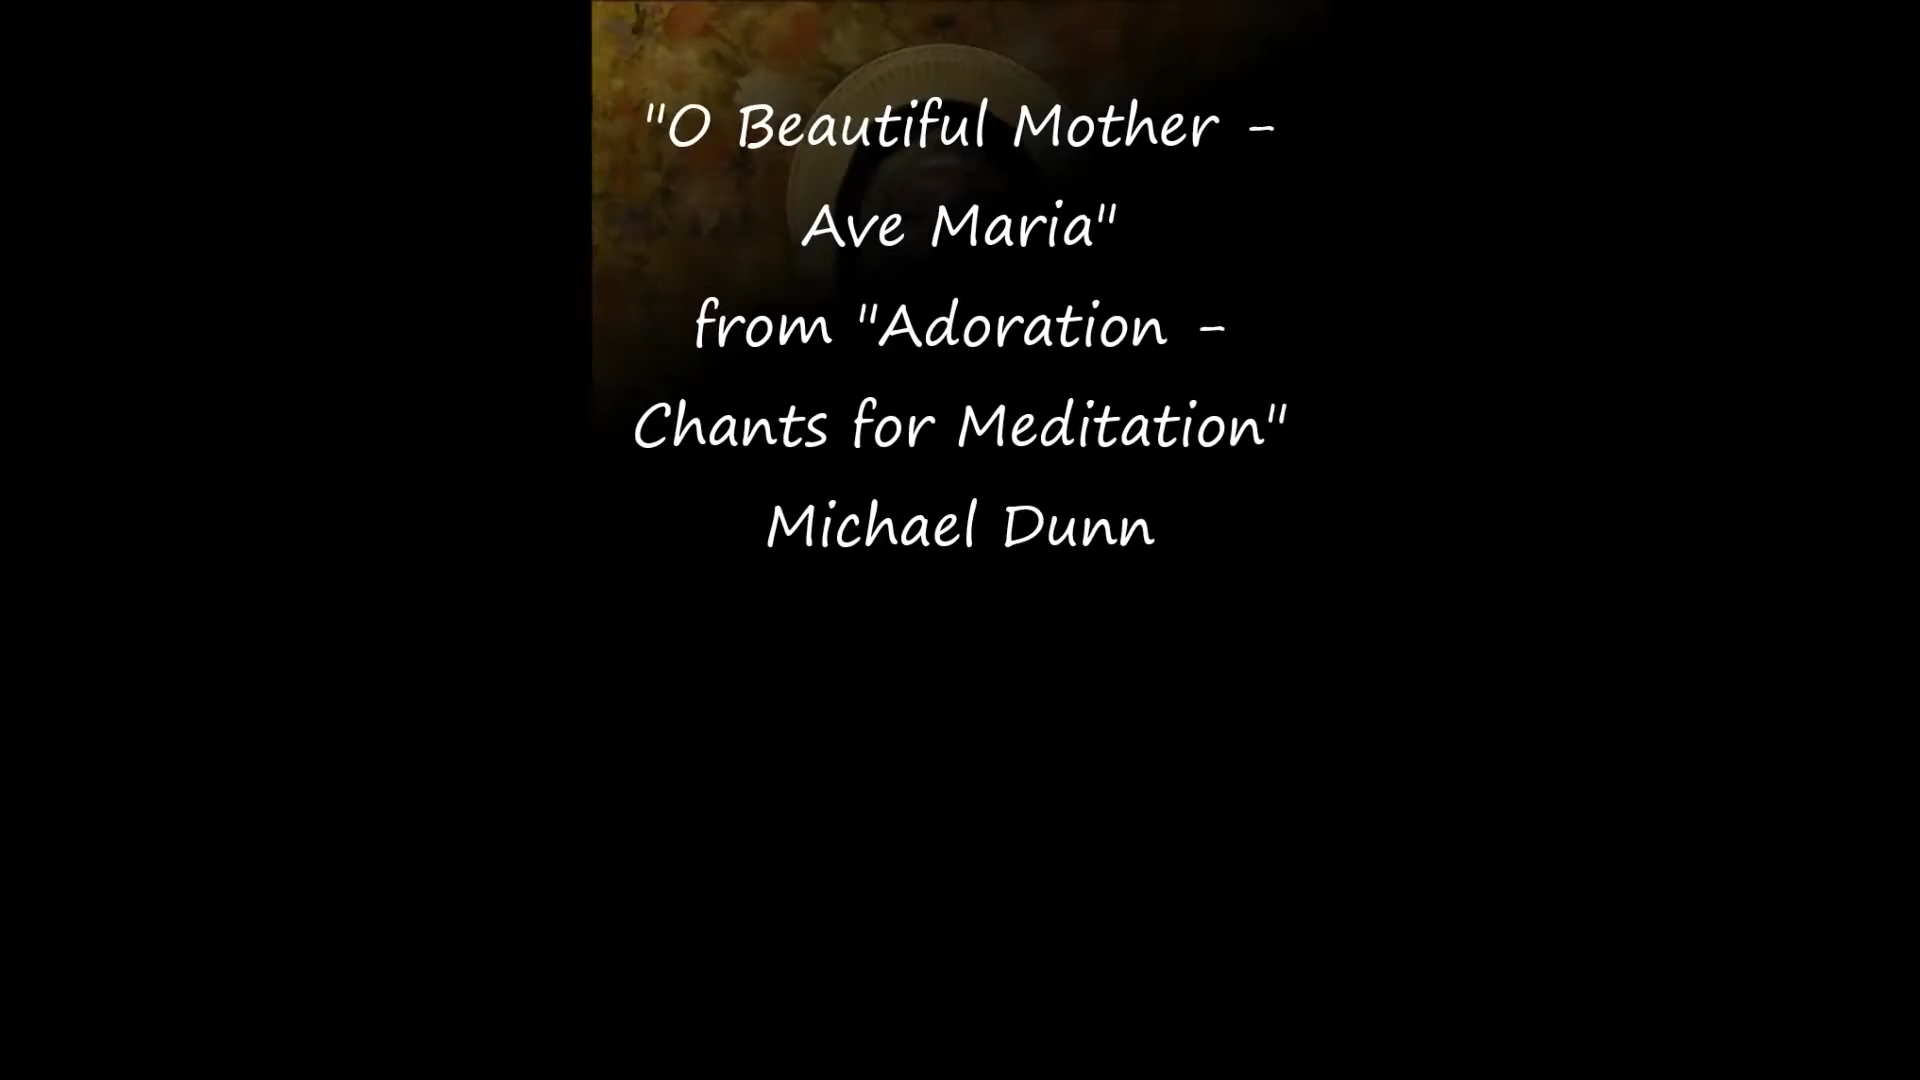 "O Beautiful Mother -
Ave Maria"
from "Adoration -
Chants for Meditation"
Michael Dunn